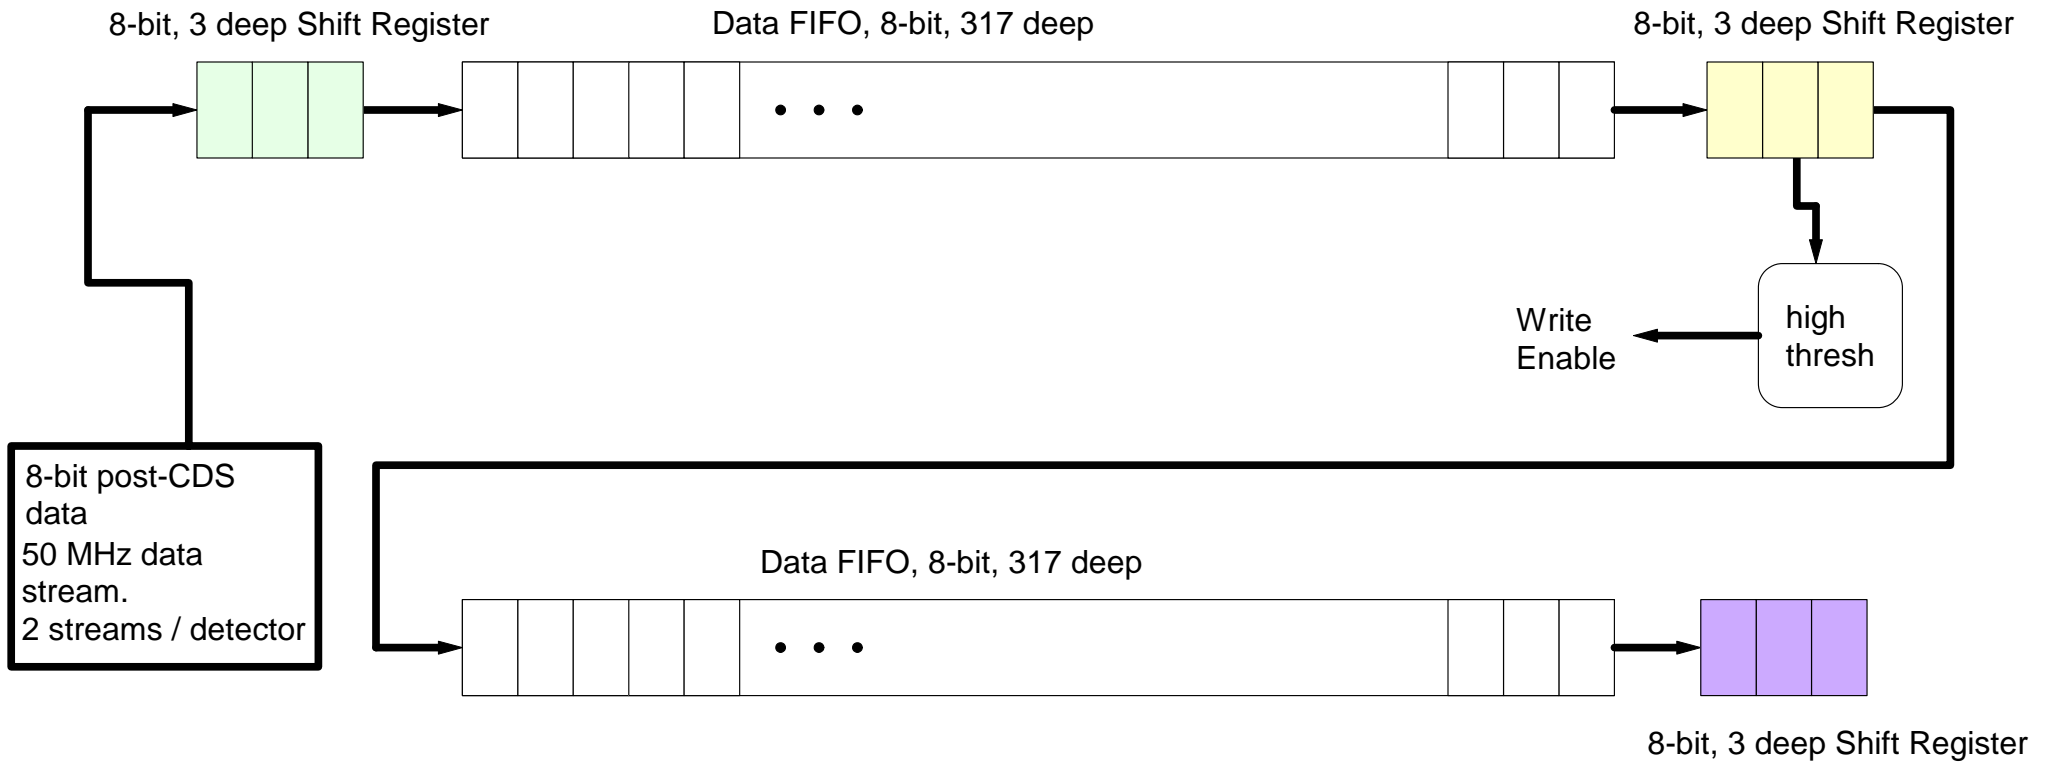 8-bit, 3 deep Shift Register
Data FIFO, 8-bit, 317 deep
8-bit, 3 deep Shift Register
Write
Enable
high
thresh
8-bit post-CDS
data
50 MHz data
stream.
2 streams / detector
Data FIFO, 8-bit, 317 deep
8-bit, 3 deep Shift Register